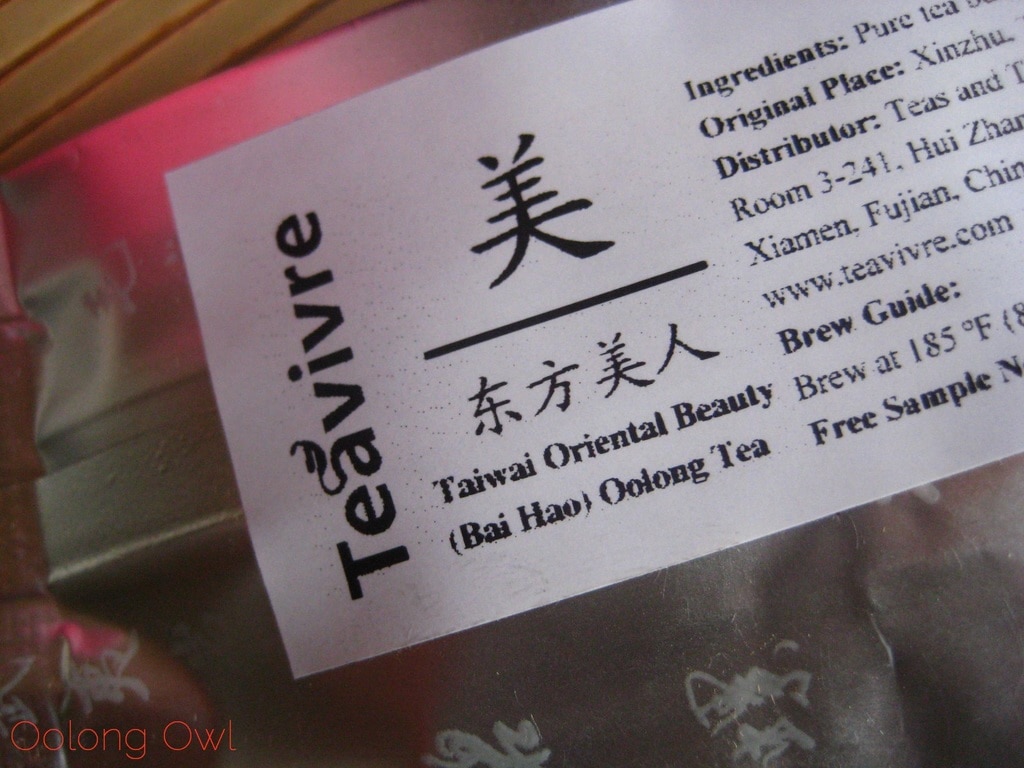 Teavivre
美
东方美人
Taiwai Oriental Beauty
(Bai Hao) Oolong Tea
Ingredients: Pure tea
Original Place: Xinzhu,
Distributor: Teas and
Room 3-241, Hui
Xiamen, Fujian,
www.teavivre.com
Brew Guide:
Brew at 185 °F
Free Sample
Oolong Owl